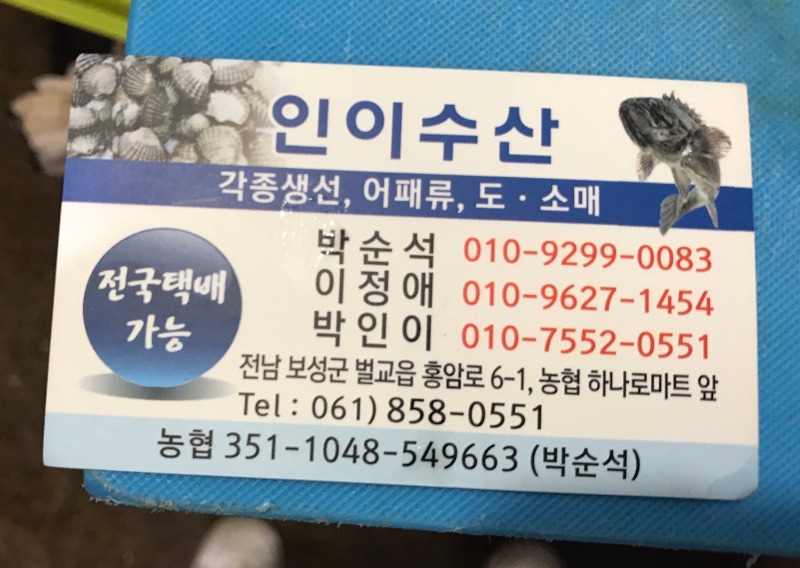 인이수산
각종생선, 어패류, 도 · 소매
전국택배
가능
박순석 010-9299-0083
이정애 010-9627-1454
박인이 010-7552-0551
전남 보성군 벌교읍 홍암로 6-1, 농협 하나로마트 앞
Tel : 061) 858-0551
농협 351-1048-549663 (박순석)